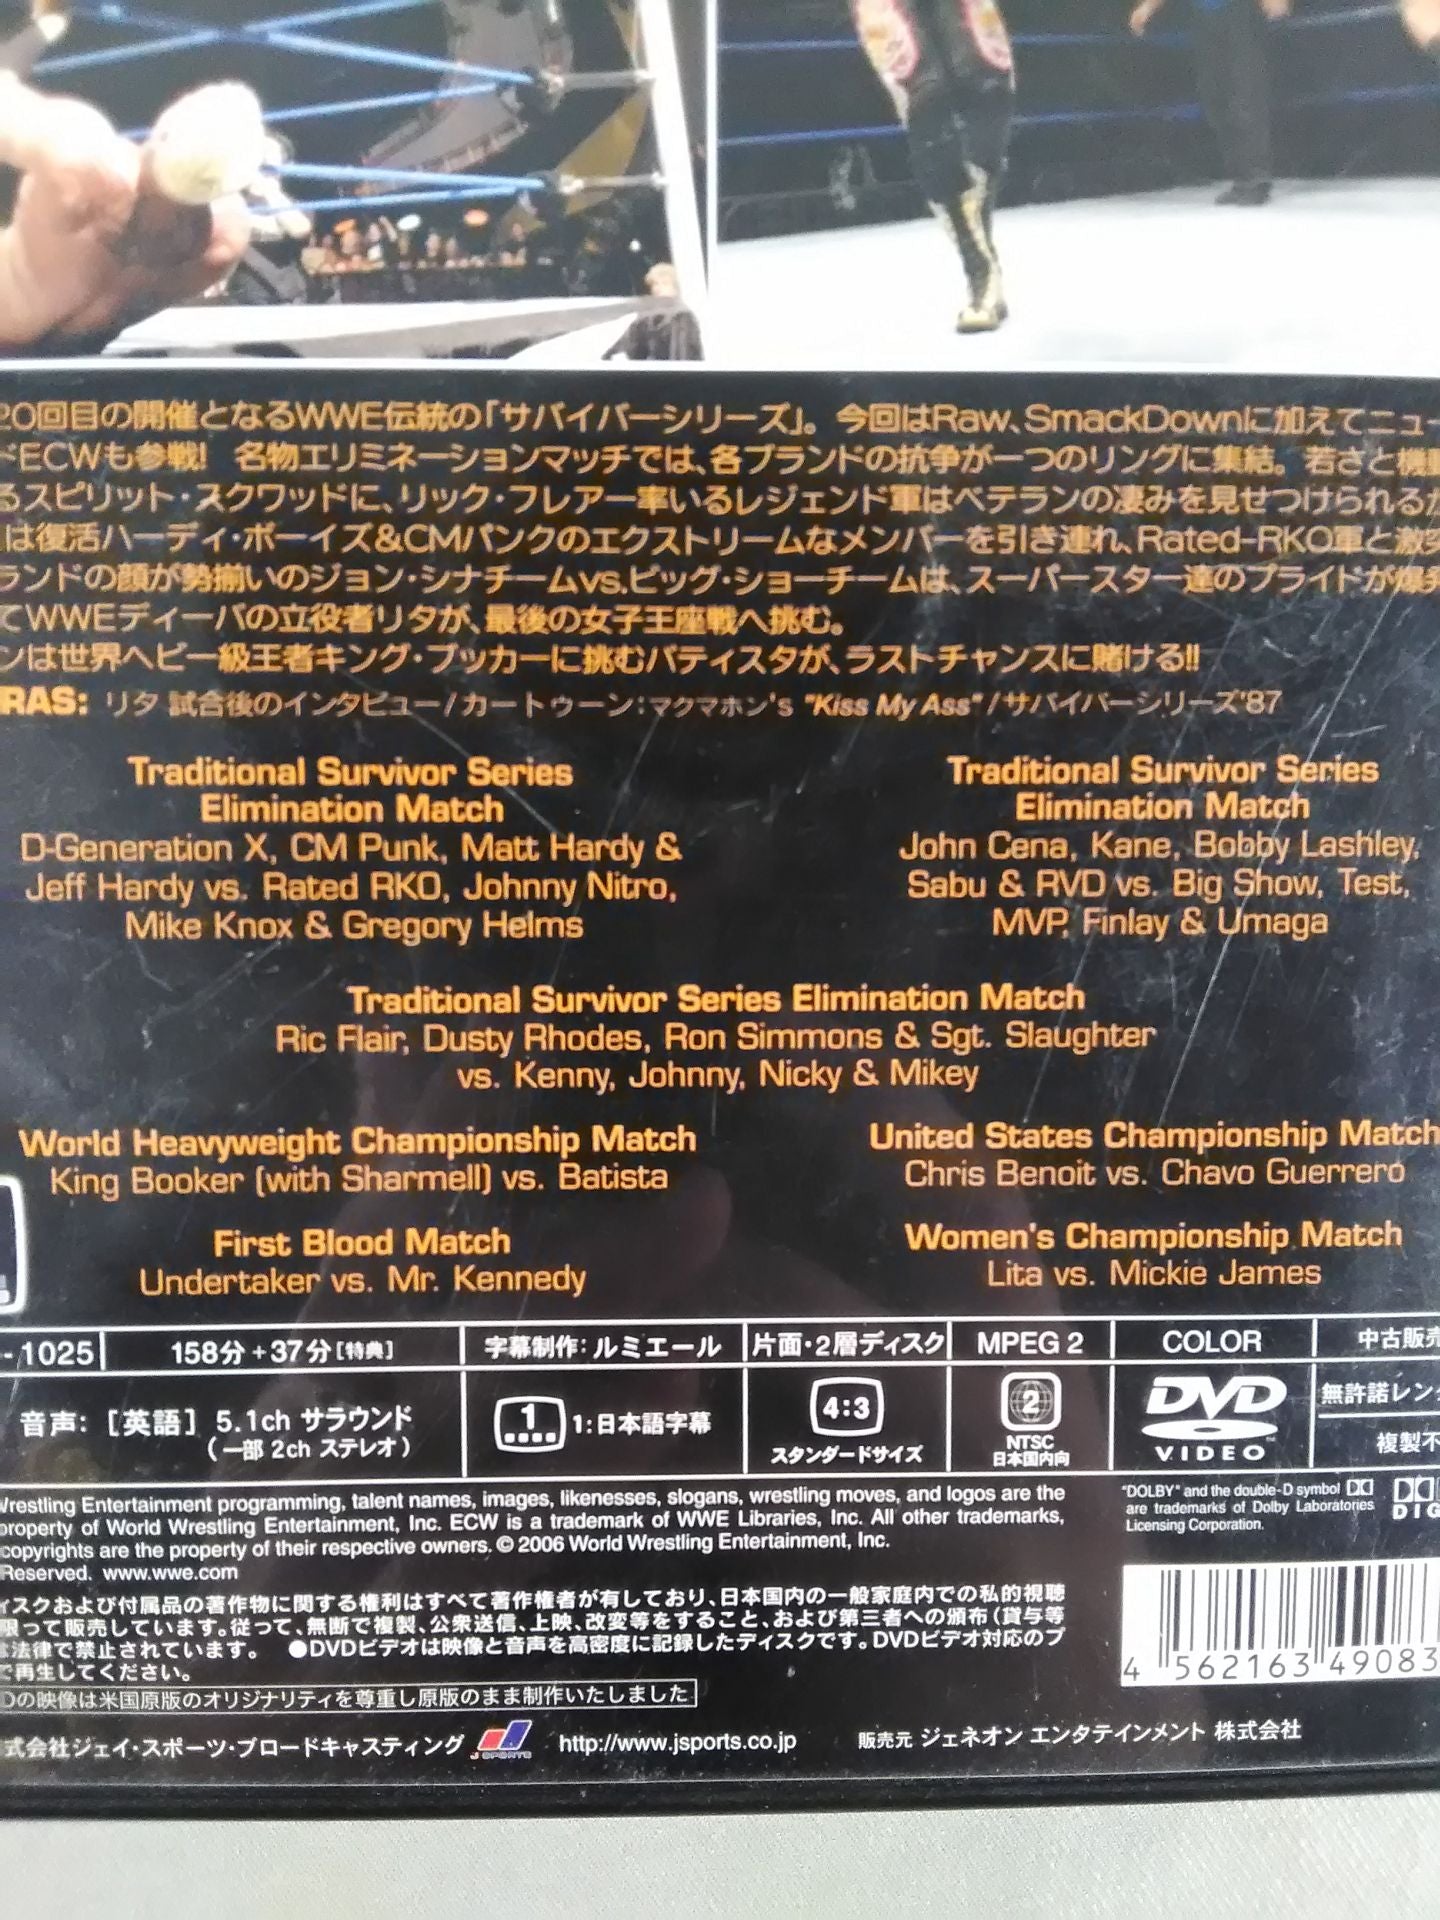 20回目の開催となるWWE伝統の「サバイバーシリーズ」。今回はRaw、SmackDownに加えてニュー
ECWも参戦! 名物エリミネーションマッチでは、各ブランドの抗争が一つのリングに集結。若さと機動
るスピリット・スクワッドに、リック・フレアー率いるレジェンド軍はベテランの凄みを見せつけられるか
は復活ハーディ・ボーイズ&CMパンクのエクストリームなメンバーを引き連れ、Rated-RKO軍と激突
ランドの顔が勢揃いのジョン・シナチームvs.ビッグ・ショーチームは、スーパースター達のプライドが爆発
てWWEディーバの立役者リタが、最後の女子王座戦へ挑む。
ンは世界ヘビー級王者キング・ブッカーに挑むバティスタが、ラストチャンスに賭ける!!
RAS: リタ 試合後のインタビュー/カートゥーン:マクマホン's "Kiss My Ass"/サバイバーシリーズ'87
Traditional Survivor Series
Elimination Match
D-Generation X, CM Punk, Matt Hardy &
Jeff Hardy vs. Rated RKO, Johnny Nitro,
Mike Knox & Gregory Helms
Traditional Survivor Series
Elimination Match
John Cena, Kane, Bobby Lashley,
Sabu & RVD vs. Big Show, Test,
MVP, Finlay & Umaga
Traditional Survivor Series Elimination Match
Ric Flair, Dusty Rhodes, Ron Simmons & Sgt. Slaughter
vs. Kenny, Johnny, Nicky & Mikey
World Heavyweight Championship Match
King Booker (with Sharmell) vs. Batista
United States Championship Match
Chris Benoit vs. Chavo Guerrero
First Blood Match
Undertaker vs. Mr. Kennedy
Women's Championship Match
Lita vs. Mickie James
-1025 158分+37分[特典] 字幕制作:ルミエール 片面・2層ディスク MPEG 2 COLOR 中古販売
音声:[英語] 5.1ch サラウンド
(一部 2ch ステレオ)
1 1:日本語字幕
4:3
スタンダードサイズ
2
NTSC
日本国内向
DVD
VIDEO
無許諾レンタ
複製不
Wrestling Entertainment programming, talent names, images, likenesses, slogans, wrestling moves, and logos are the
property of World Wrestling Entertainment, Inc. ECW is a trademark of WWE Libraries, Inc. All other trademarks,
copyrights are the property of their respective owners. © 2006 World Wrestling Entertainment, Inc.
Reserved. www.wwe.com
"DOLBY" and the double-D symbol
are trademarks of Dolby Laboratories
Licensing Corporation.
DIG
ィスクおよび付属品の著作物に関する権利はすべて著作権者が有しており、日本国内の一般家庭内での私的視聴
限って販売しています。従って、無断で複製、公衆送信、上映、改変等をすること、および第三者への頒布(貸与等
法律で禁止されています。 ●DVDビデオは映像と音声を高密度に記録したディスクです。DVDビデオ対応のプ
で再生してください。
Dの映像は米国原版のオリジナリティを尊重し原版のまま制作いたしました
4 562163 49083
式会社ジェイ・スポーツ・ブロードキャスティング J SPORTS http://www.jsports.co.jp 販売元 ジェネオン エンタテインメント 株式会社